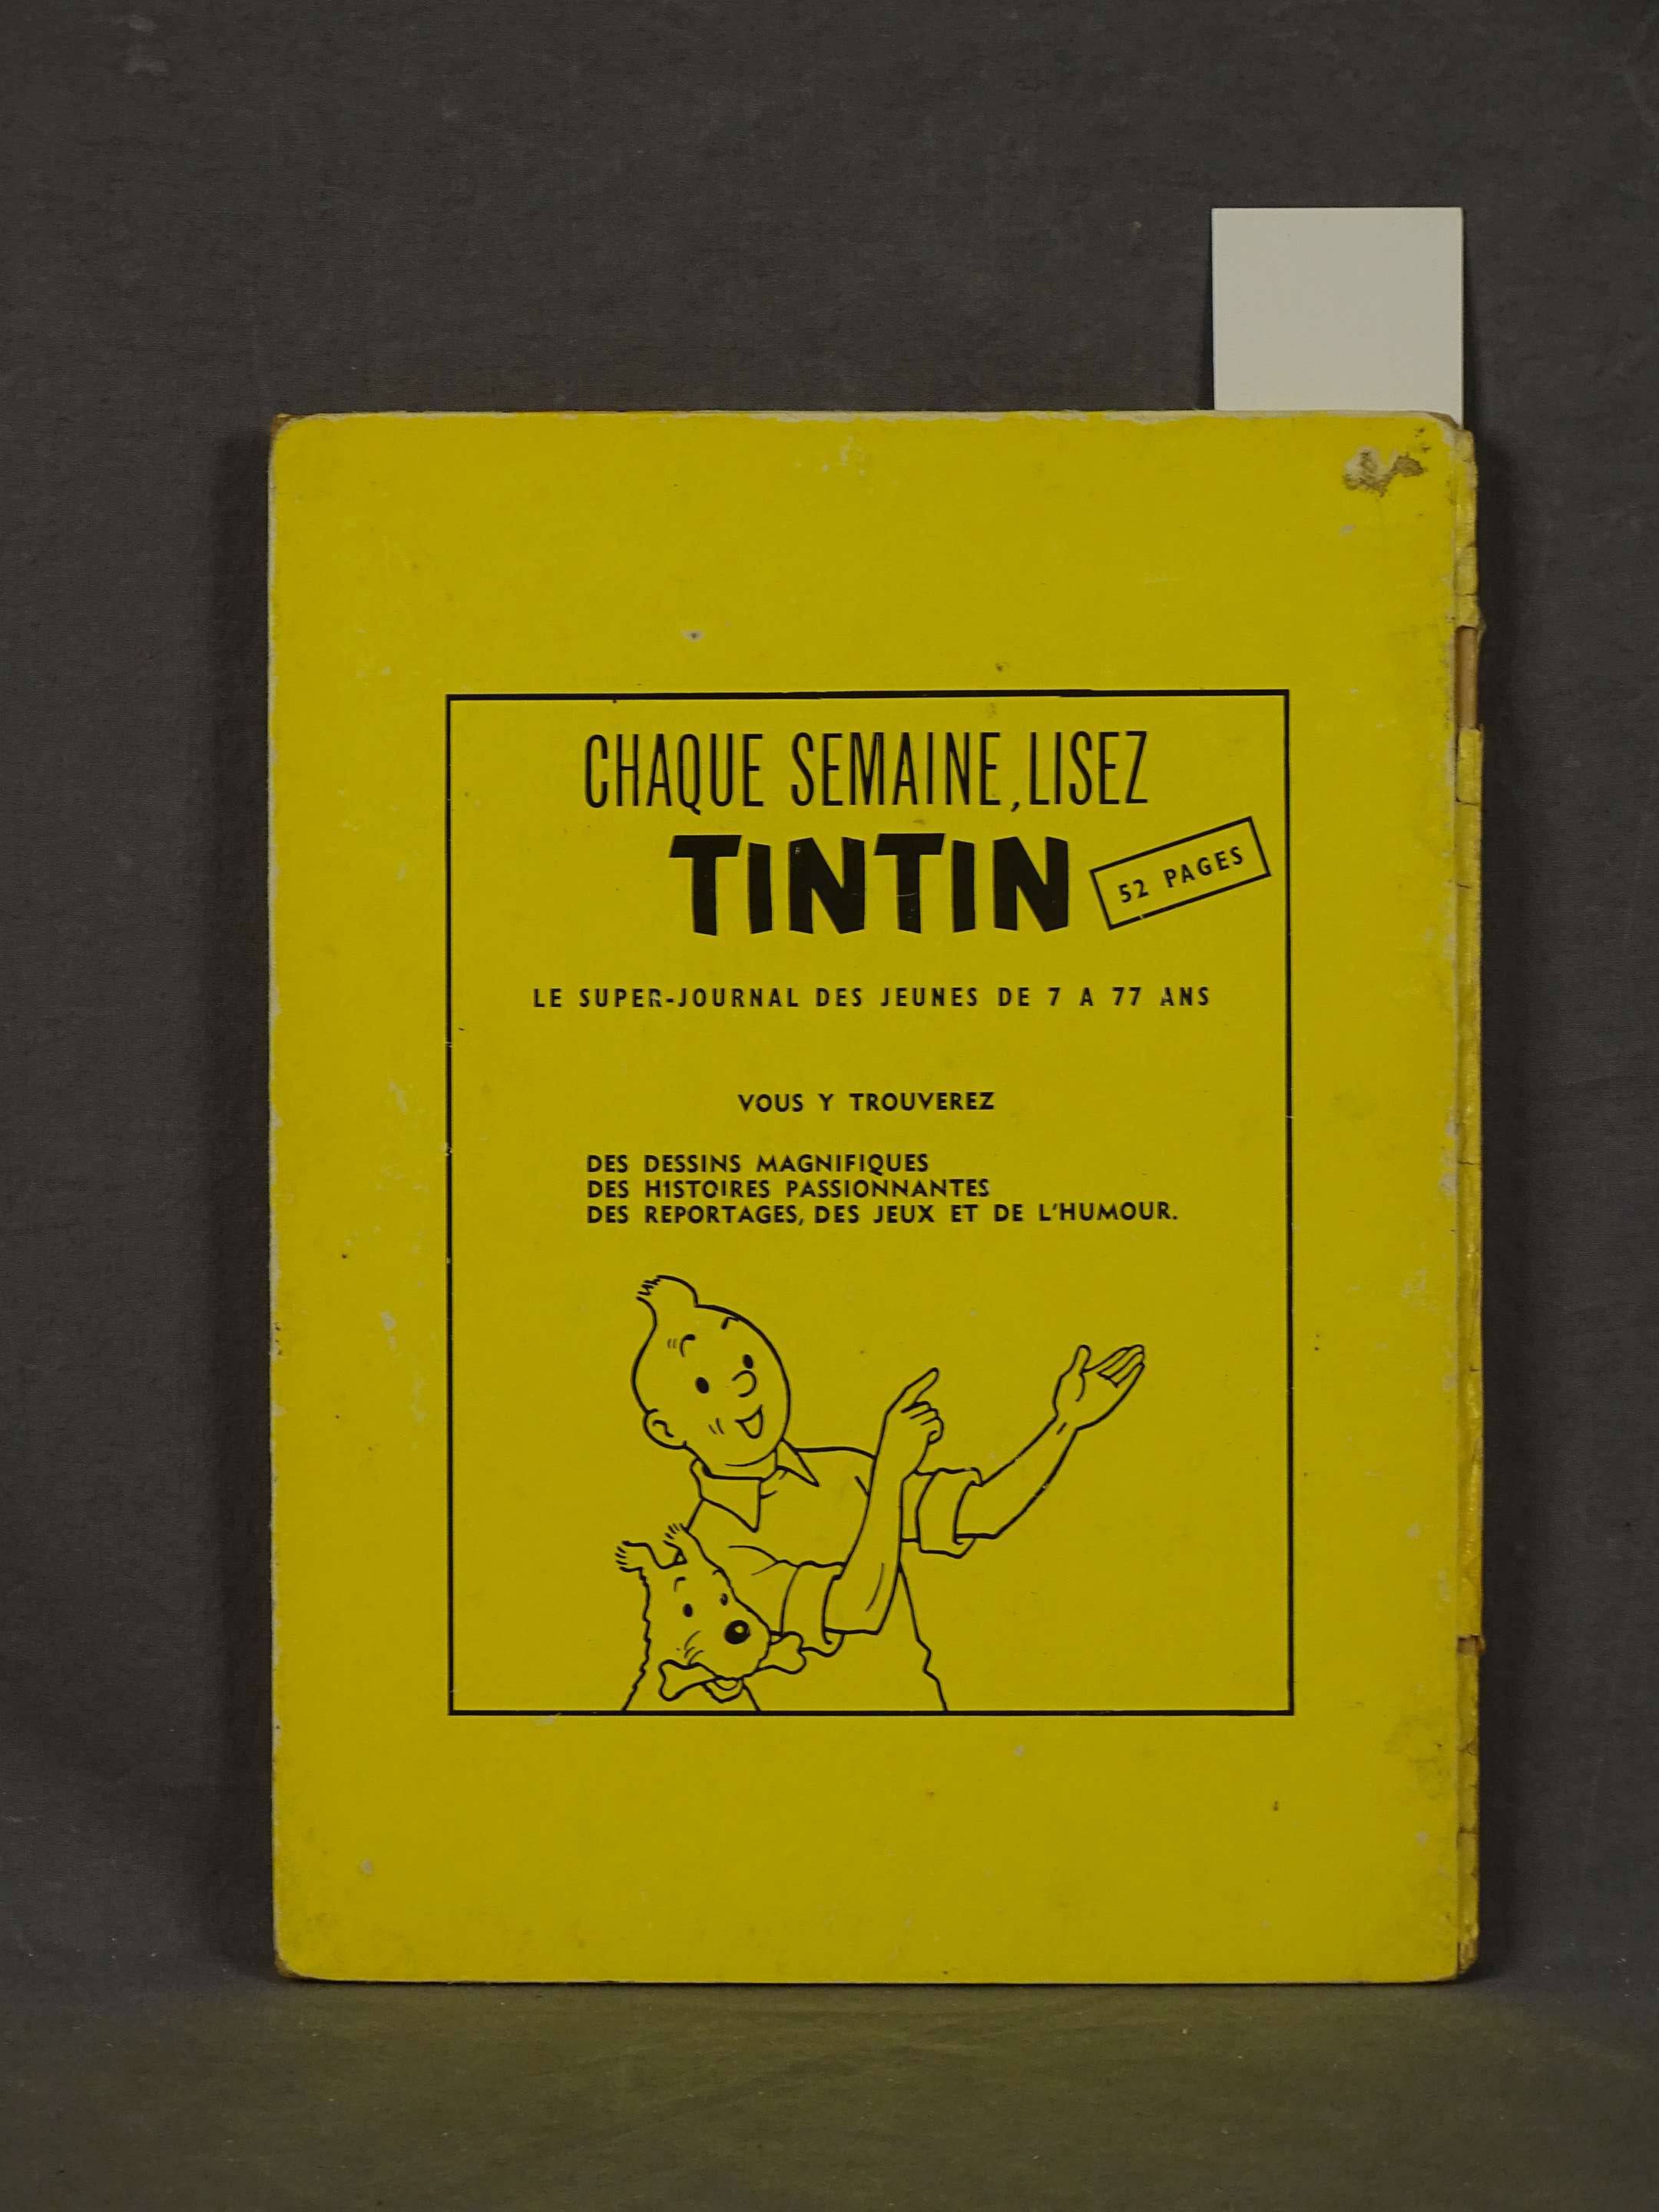 CHAQUE SEMAINE, LISEZ
TINTIN
52 PAGES
LE SUPER-JOURNAL DES JEUNES DE 7 A 77 ANS
VOUS Y TROUVEREZ
DES DESSINS MAGNIFIQUES
DES HISTOIRES PASSIONNANTES
DES REPORTAGES, DES JEUX ET DE L'HUMOUR.